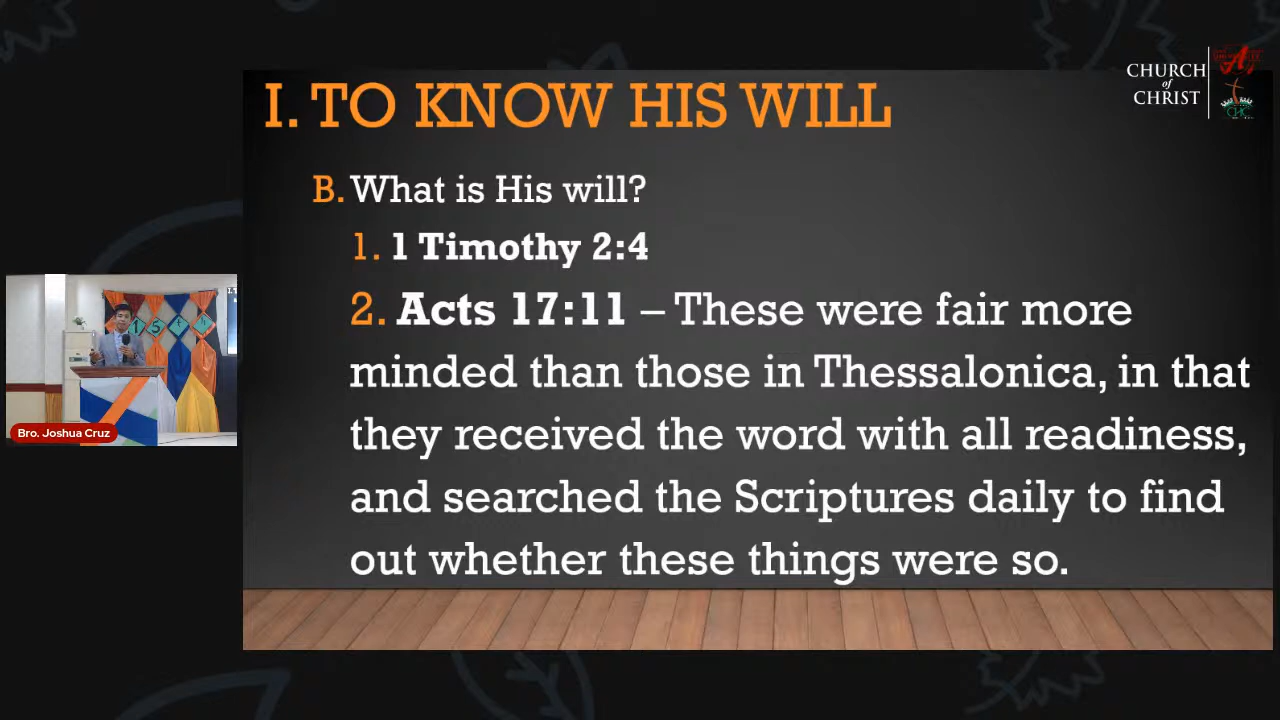 I. TO KNOW HIS WILL
B. What is His will?
1. 1 Timothy 2:4
2. Acts 17:11 – These were fair more
minded than those in Thessalonica, in that
they received the word with all readiness,
and searched the Scriptures daily to find
out whether these things were so.
CHURCH
of
CHRIST
Bro. Joshua Cruz